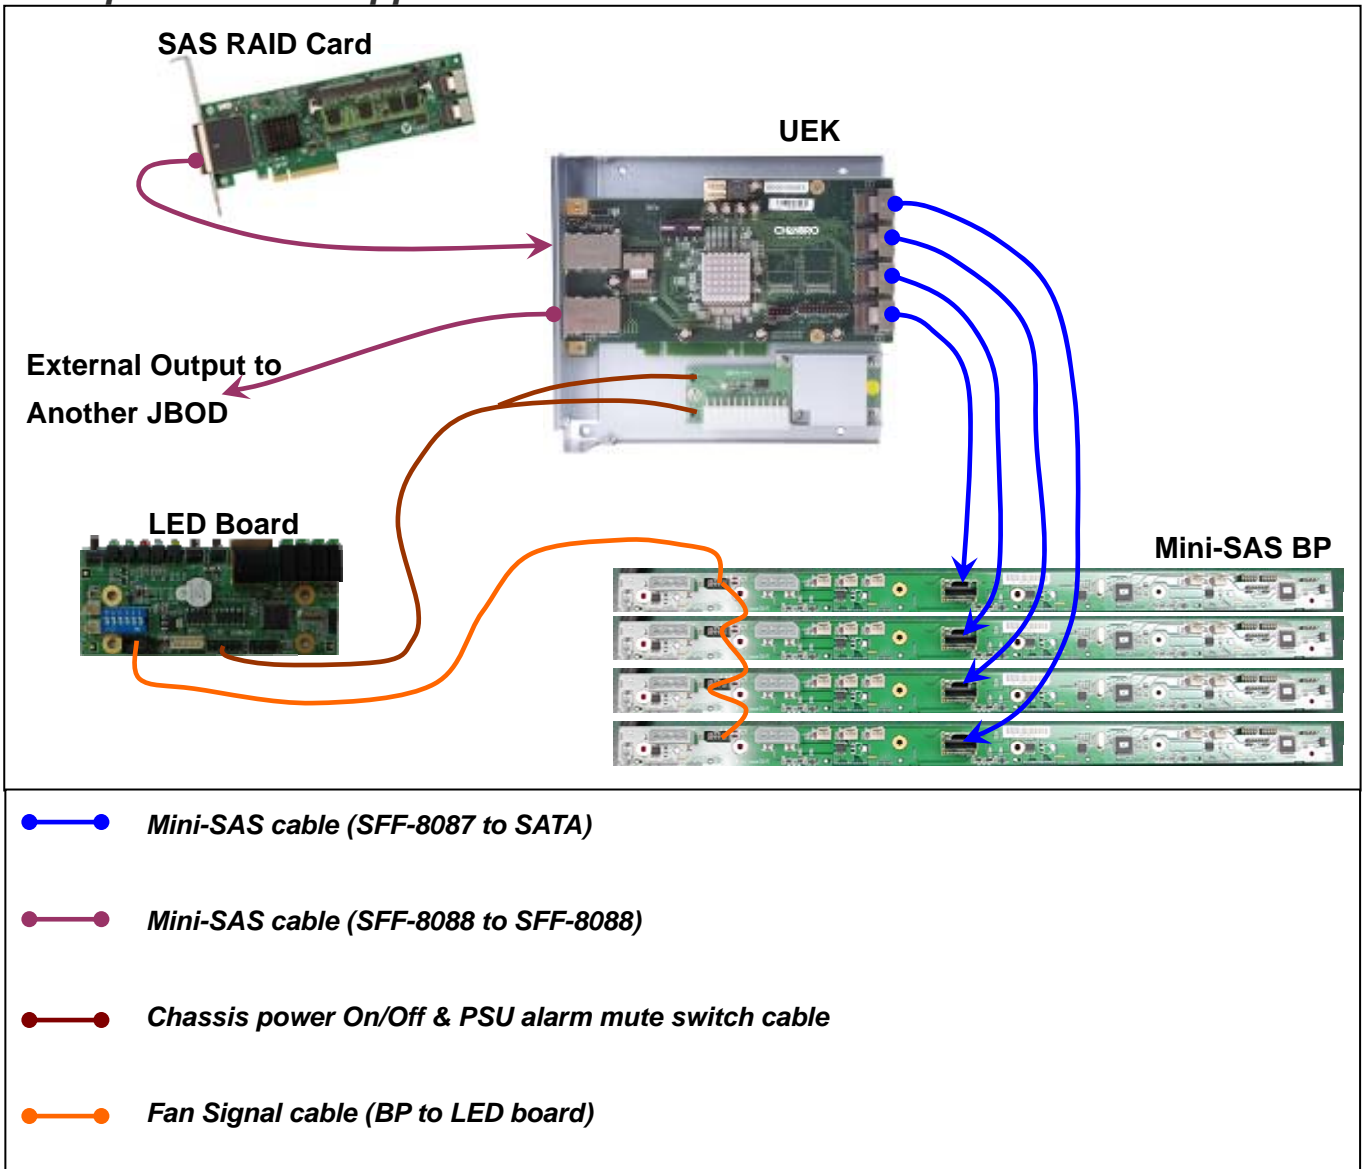 SAS RAID Card
UEK
CHENBRO
External Output to
Another JBOD
LED Board
Mini-SAS BP
Mini-SAS cable (SFF-8087 to SATA)
Mini-SAS cable (SFF-8088 to SFF-8088)
Chassis power On/Off & PSU alarm mute switch cable
Fan Signal cable (BP to LED board)